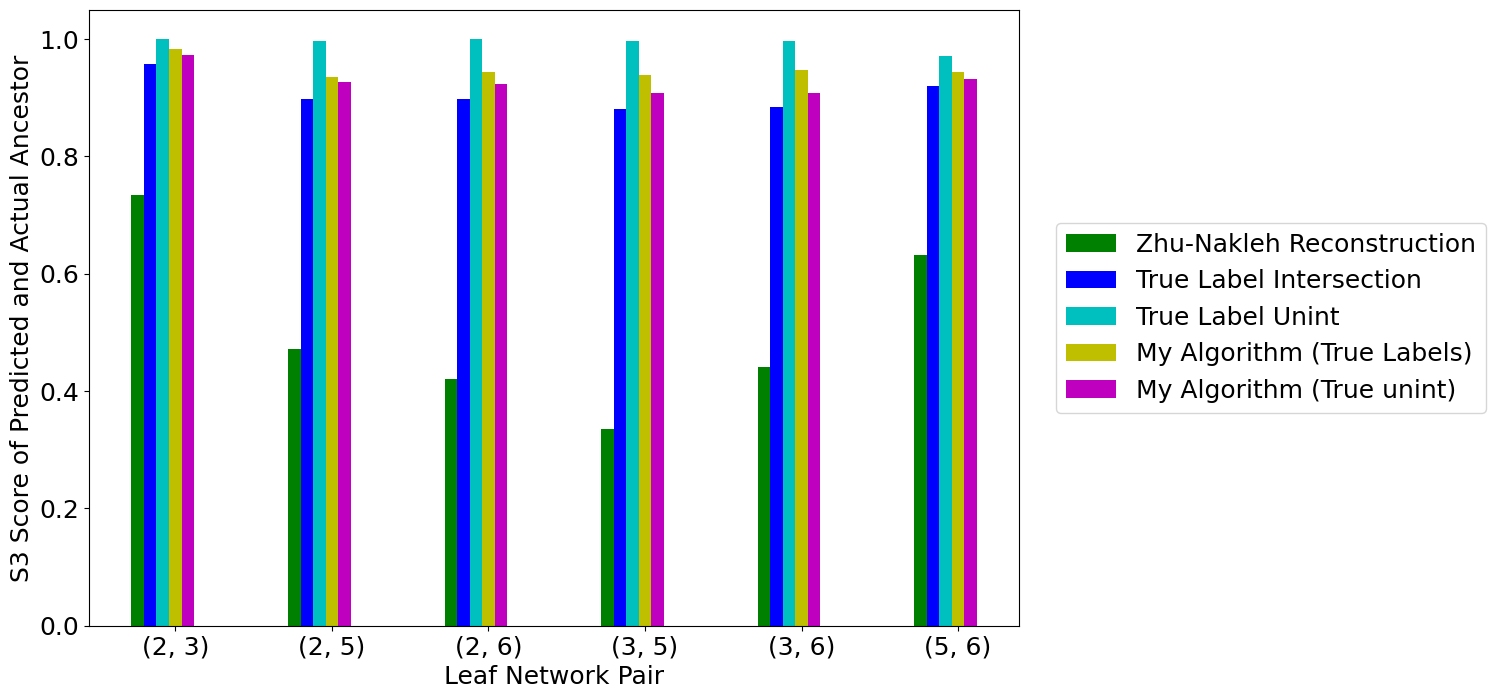 S3 Score of Predicted and Actual Ancestor
1.0
0.8
0.6
0.4
0.2
0.0
(2, 3)
(2, 5)
(2, 6)
(3, 5)
(3, 6)
(5, 6)
Leaf Network Pair
Zhu-Nakleh Reconstruction
True Label Intersection
True Label Unint
My Algorithm (True Labels)
My Algorithm (True unint)